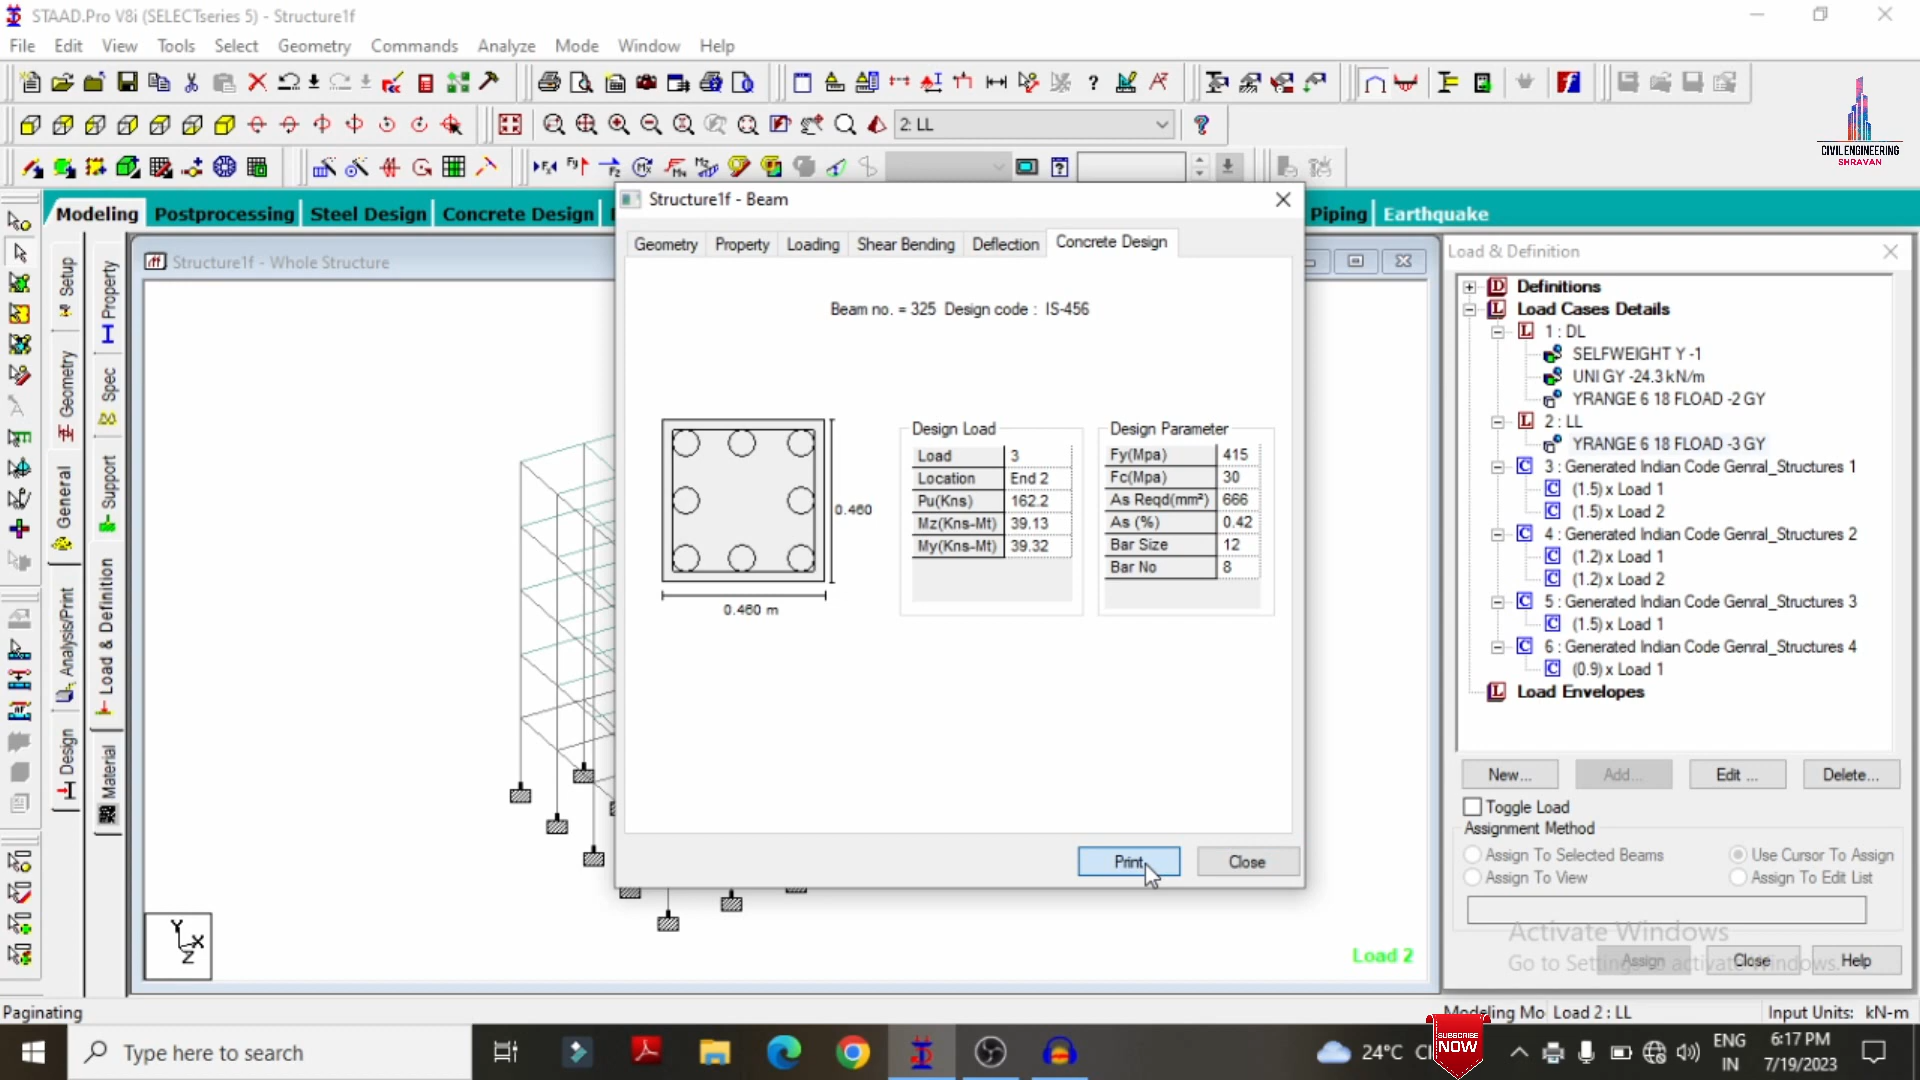 STAAD.Pro V8i (SELECTseries 5) - Structure1f
File Edit View Tools Select Geometry Commands Analyze Mode Window Help
2: LL
CIVIL ENGINEERING
SHRAVAN
Modeling Postprocessing Steel Design Concrete Design Piping Earthquake
Setup
Geometry
General
Analysis/Print
Design
Property
Spec
Support
Load & Definition
Material
Structure1f - Whole Structure
Structure1f - Beam
Geometry Property Loading Shear Bending Deflection Concrete Design
Beam no. = 325 Design code : IS-456
0.460
0.460 m
Design Load
Load 3
Location End 2
Pu(Kns) 162.2
Mz(Kns-Mt) 39.13
My(Kns-Mt) 39.32
Design Parameter
Fy(Mpa) 415
Fc(Mpa) 30
As Reqd(mm²) 666
As (%) 0.42
Bar Size 12
Bar No 8
Print Close
Y
X
Z
Load 2
Load & Definition
Definitions
Load Cases Details
1 : DL
SELFWEIGHT Y -1
UNI GY -24.3 kN/m
YRANGE 6 18 FLOAD -2 GY
2 : LL
YRANGE 6 18 FLOAD -3 GY
3 : Generated Indian Code Genral_Structures 1
(1.5) x Load 1
(1.5) x Load 2
4 : Generated Indian Code Genral_Structures 2
(1.2) x Load 1
(1.2) x Load 2
5 : Generated Indian Code Genral_Structures 3
(1.5) x Load 1
6 : Generated Indian Code Genral_Structures 4
(0.9) x Load 1
Load Envelopes
New... Add... Edit ... Delete...
Toggle Load
Assignment Method
Assign To Selected Beams Use Cursor To Assign
Assign To View Assign To Edit List
Activate Windows
Go to Settings to activate Windows.
Assign Close Help
Paginating
Modeling Mo Load 2 : LL Input Units: kN-m
Type here to search
24°C
SUBSCRIBE
NOW
ENG
IN
6:17 PM
7/19/2023